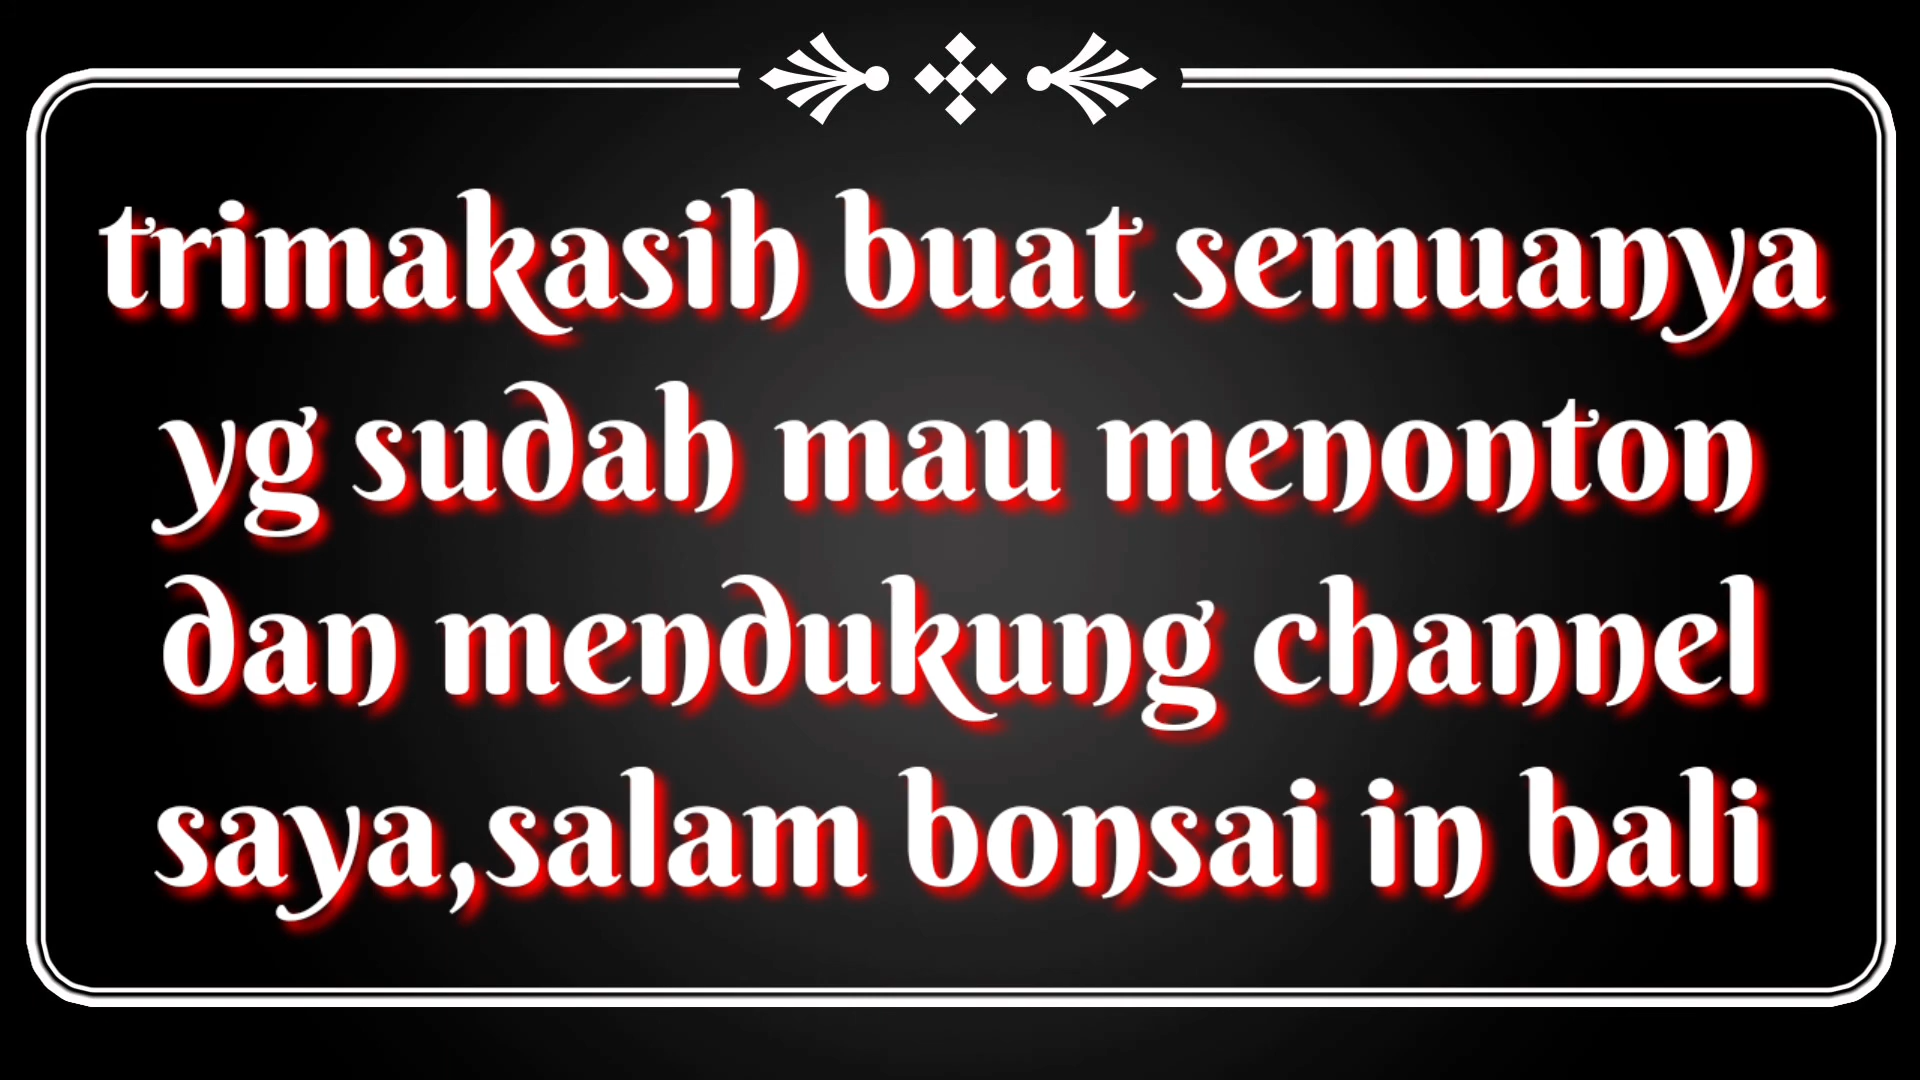 trimakasih buat semuanya
yg sudah mau menonton
dan mendukung channel
saya,salam bonsai in bali